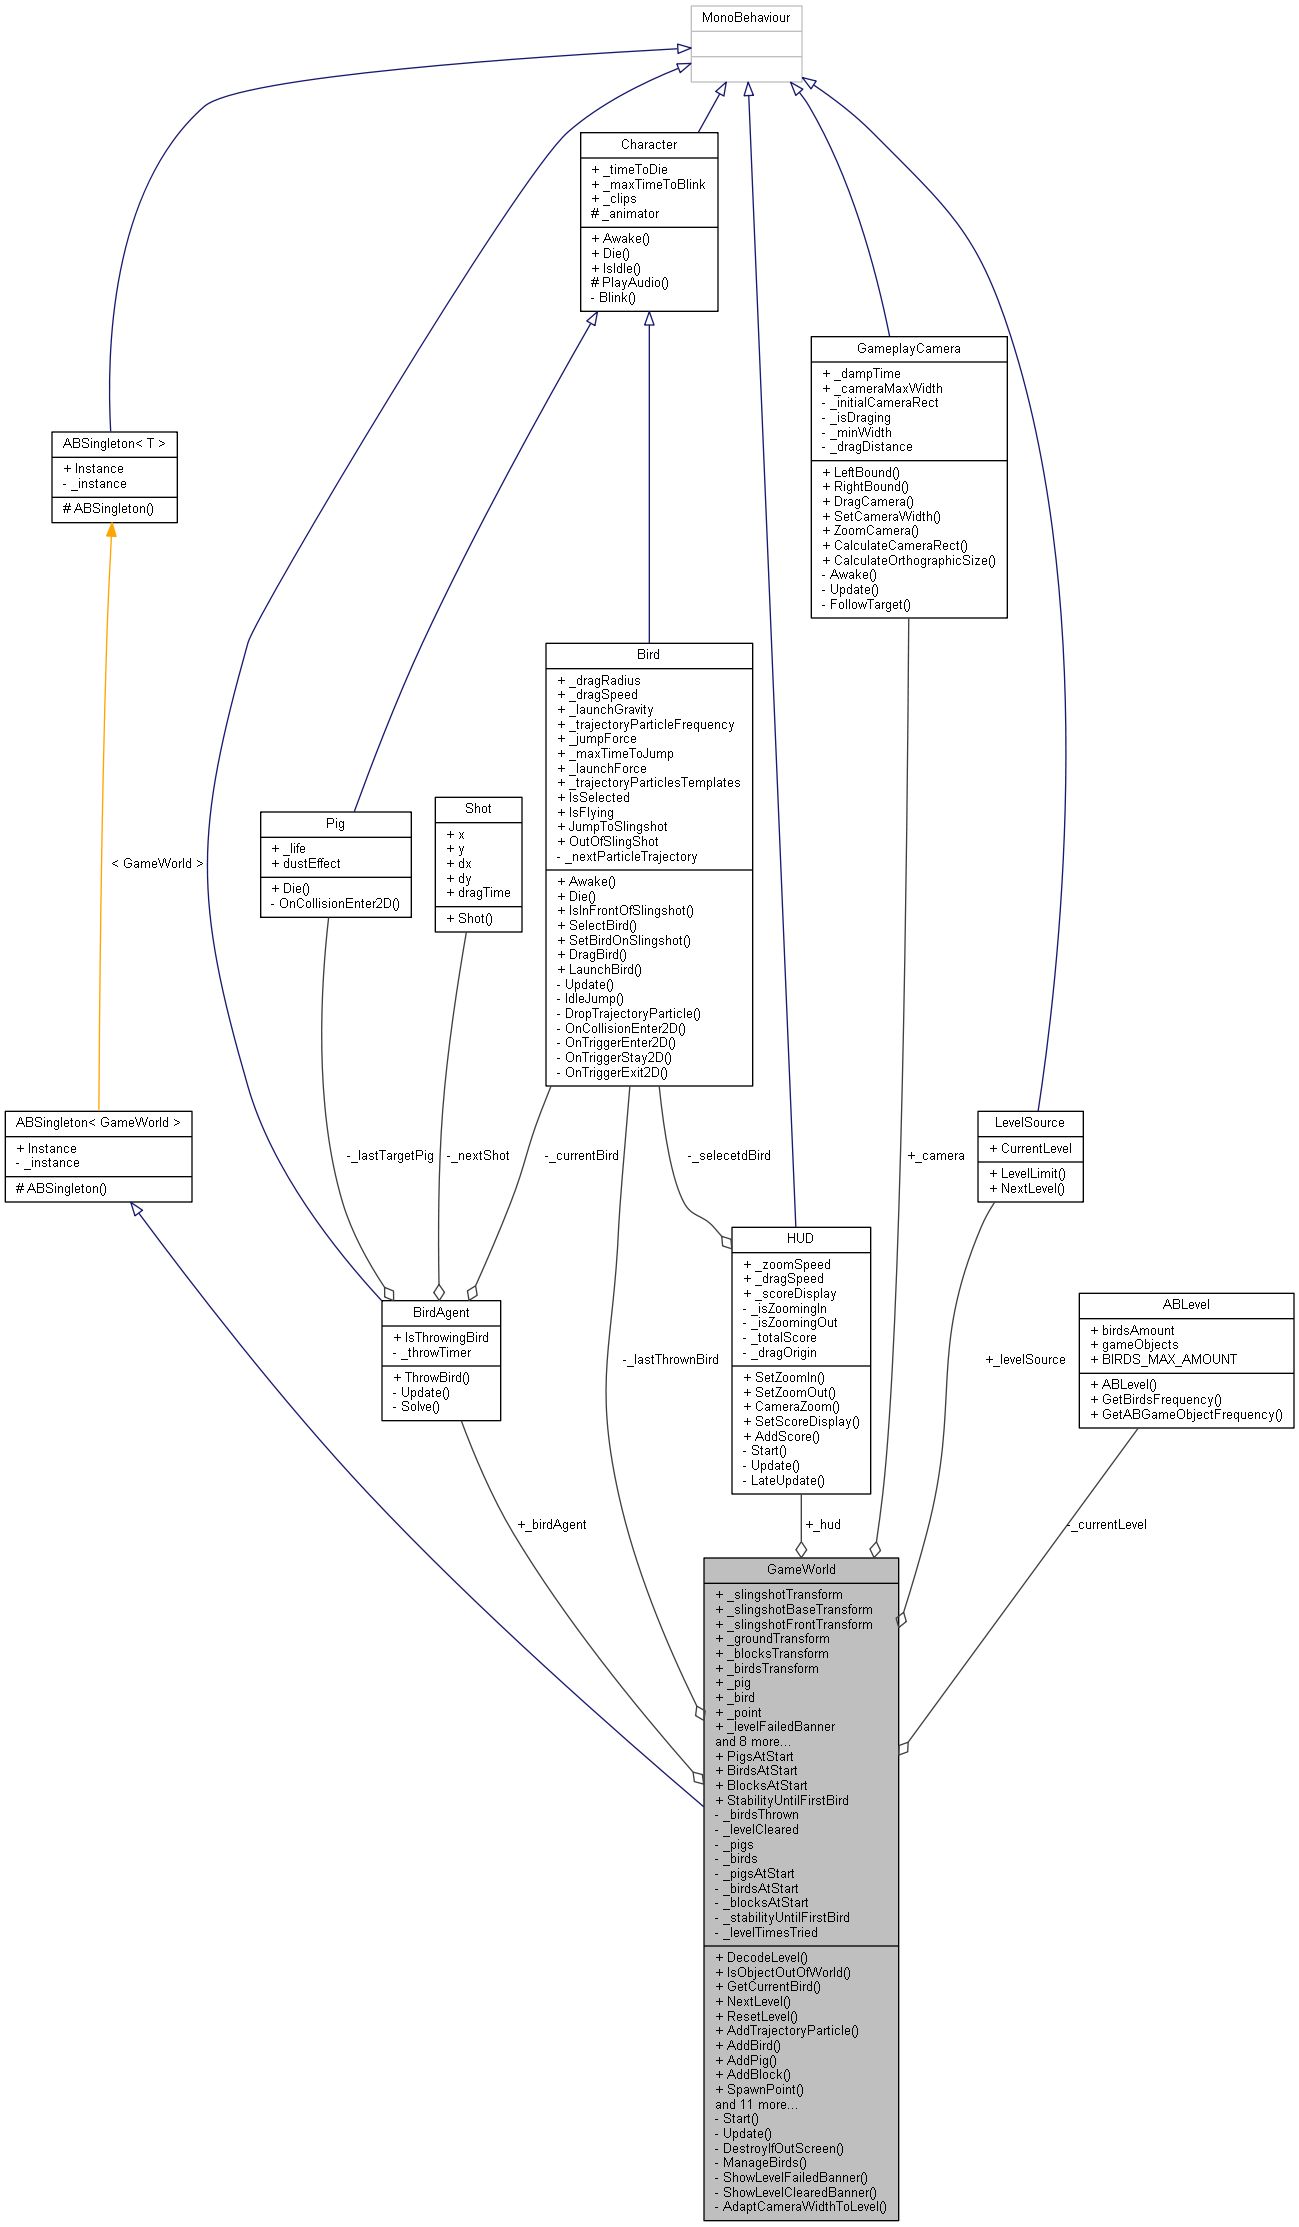 MonoBehaviour
Character
+ _timeToDie
+ _maxTimeToBlink
+ _clips
# _animator
+ Awake()
+ Die()
+ IsIdle()
# PlayAudio()
- Blink()
GameplayCamera
+ _dampTime
+ _cameraMaxWidth
- _initialCameraRect
- _isDraging
- _minWidth
- _dragDistance
+ LeftBound()
+ RightBound()
+ DragCamera()
+ SetCameraWidth()
+ ZoomCamera()
+ CalculateCameraRect()
+ CalculateOrthographicSize()
- Awake()
- Update()
- FollowTarget()
ABSingleton< T >
+ Instance
- _instance
# ABSingleton()
Bird
+ _dragRadius
+ _dragSpeed
+ _launchGravity
+ _trajectoryParticleFrequency
+ _jumpForce
+ _maxTimeToJump
+ _launchForce
+ _trajectoryParticlesTemplates
+ IsSelected
+ IsFlying
+ JumpToSlingshot
+ OutOfSlingShot
- _nextParticleTrajectory
+ Awake()
+ Die()
+ IsInFrontOfSlingshot()
+ SelectBird()
+ SetBirdOnSlingshot()
+ DragBird()
+ LaunchBird()
- Update()
- IdleJump()
- DropTrajectoryParticle()
- OnCollisionEnter2D()
- OnTriggerEnter2D()
- OnTriggerStay2D()
- OnTriggerExit2D()
Shot
+ x
+ y
+ dx
+ dy
+ dragTime
+ Shot()
Pig
+ _life
+ dustEffect
+ Die()
- OnCollisionEnter2D()
< GameWorld >
ABSingleton< GameWorld >
+ Instance
- _instance
# ABSingleton()
LevelSource
+ CurrentLevel
+ LevelLimit()
+ NextLevel()
-_lastTargetPig
-_nextShot
-_currentBird
-_selecetdBird
+_camera
HUD
+ _zoomSpeed
+ _dragSpeed
+ _scoreDisplay
- _isZoomingIn
- _isZoomingOut
- _totalScore
- _dragOrigin
+ SetZoomIn()
+ SetZoomOut()
+ CameraZoom()
+ SetScoreDisplay()
+ AddScore()
- Start()
- Update()
- LateUpdate()
BirdAgent
+ IsThrowingBird
- _throwTimer
+ ThrowBird()
- Update()
- Solve()
ABLevel
+ birdsAmount
+ gameObjects
+ BIRDS_MAX_AMOUNT
+ ABLevel()
+ GetBirdsFrequency()
+ GetABGameObjectFrequency()
-_lastThrownBird
+_levelSource
+_birdAgent
+_hud
-_currentLevel
GameWorld
+ _slingshotTransform
+ _slingshotBaseTransform
+ _slingshotFrontTransform
+ _groundTransform
+ _blocksTransform
+ _birdsTransform
+ _pig
+ _bird
+ _point
+ _levelFailedBanner
and 8 more...
+ PigsAtStart
+ BirdsAtStart
+ BlocksAtStart
+ StabilityUntilFirstBird
- _birdsThrown
- _levelCleared
- _pigs
- _birds
- _pigsAtStart
- _birdsAtStart
- _blocksAtStart
- _stabilityUntilFirstBird
- _levelTimesTried
+ DecodeLevel()
+ IsObjectOutOfWorld()
+ GetCurrentBird()
+ NextLevel()
+ ResetLevel()
+ AddTrajectoryParticle()
+ AddBird()
+ AddPig()
+ AddBlock()
+ SpawnPoint()
and 11 more...
- Start()
- Update()
- DestroyIfOutScreen()
- ManageBirds()
- ShowLevelFailedBanner()
- ShowLevelClearedBanner()
- AdaptCameraWidthToLevel()